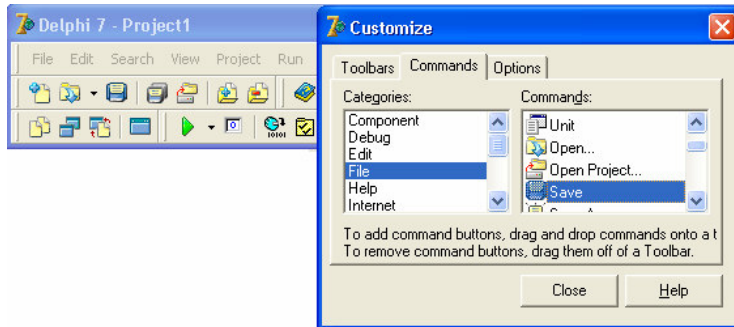 Delphi 7 - Project1
File Edit Search View Project Run
Customize
Toolbars Commands Options
Categories:
Component
Debug
Edit
File
Help
Internet
Commands:
Unit
Open...
Open Project...
Save
To add command buttons, drag and drop commands onto a t
To remove command buttons, drag them off of a Toolbar.
Close Help